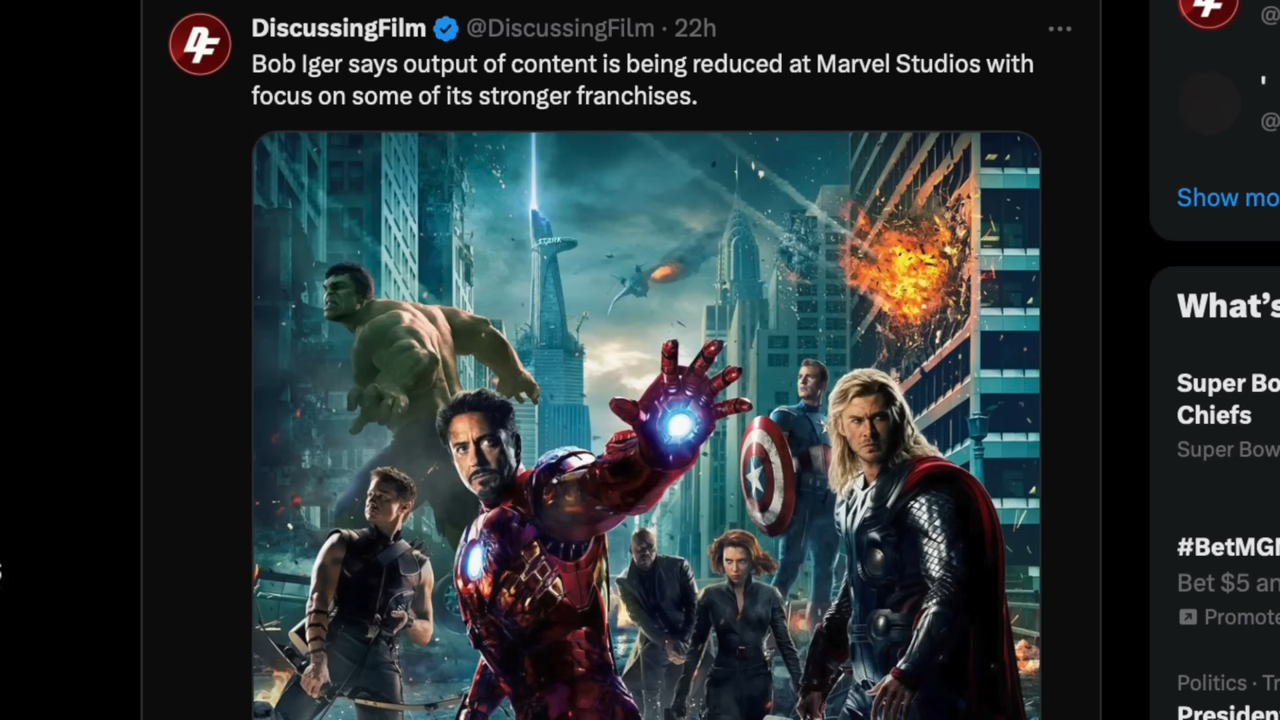 DF
DiscussingFilm @DiscussingFilm · 22h
Bob Iger says output of content is being reduced at Marvel Studios with
focus on some of its stronger franchises.
STARK
@
'
@
Show mo
What's
Super Bo
Chiefs
Super Bow
#BetMG
Bet $5 an
Promote
Politics · Tr
Presiden